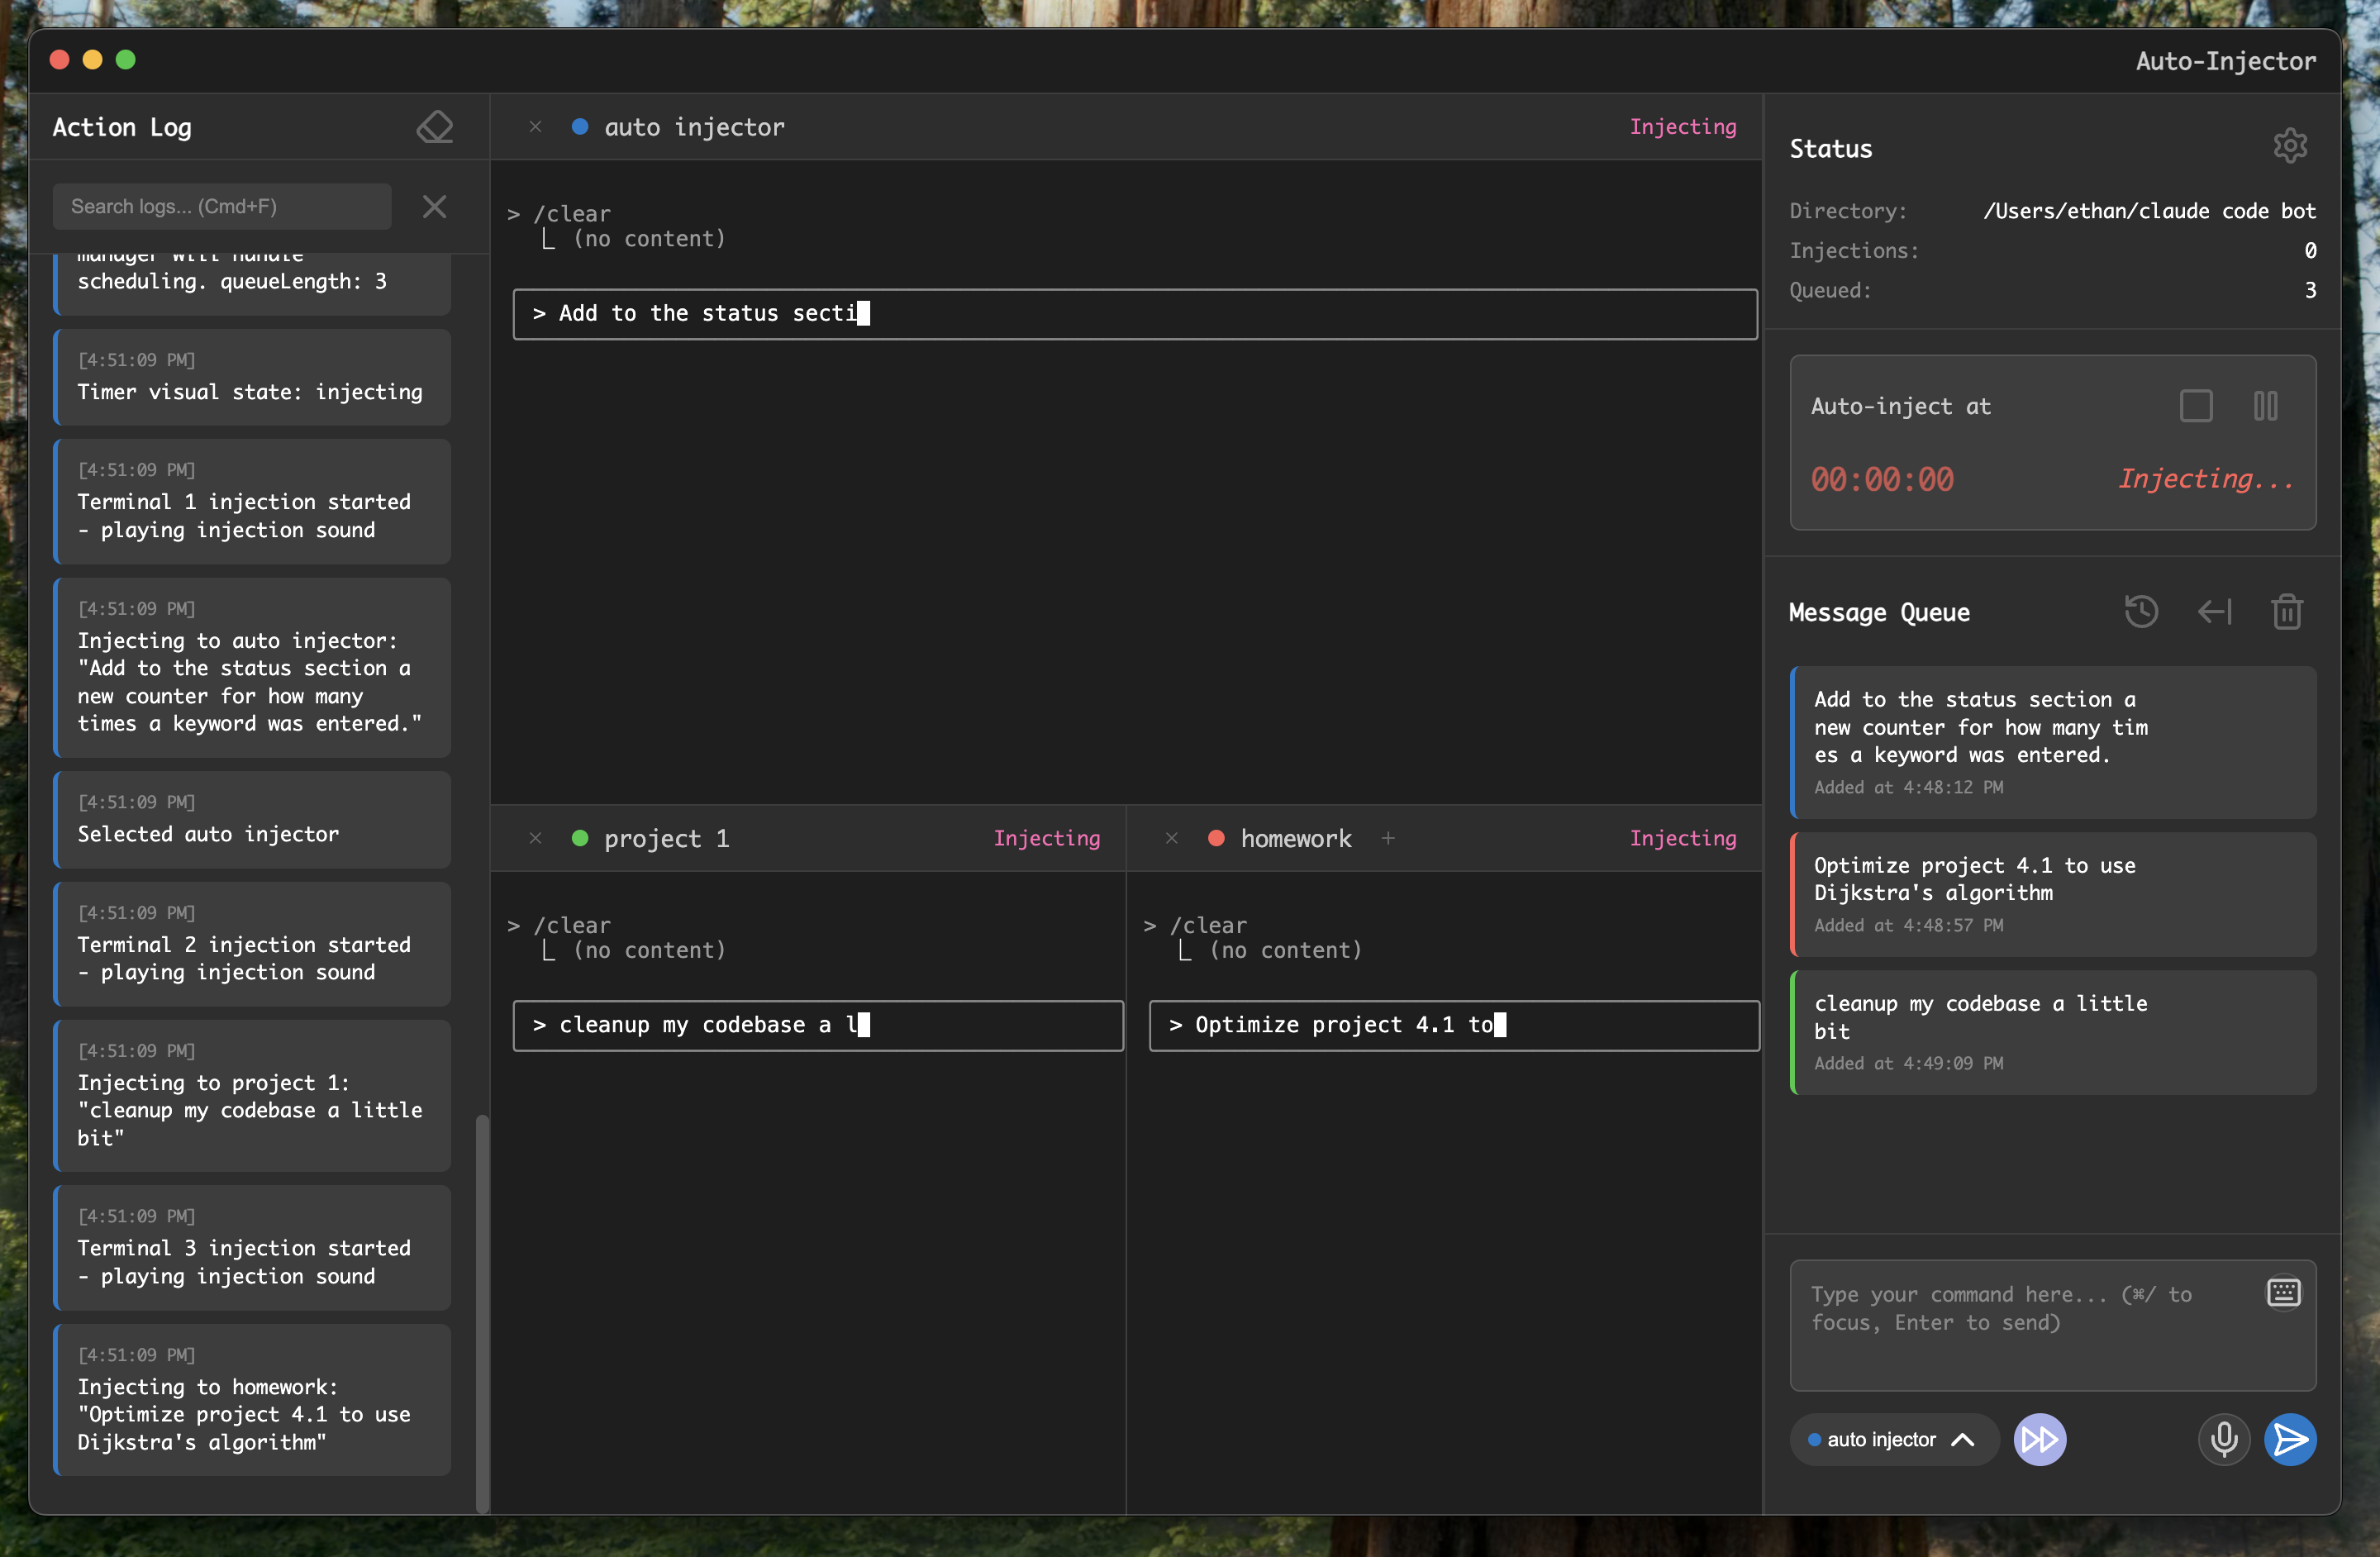 Auto-Injector
Action Log
Search logs... (Cmd+F)
manager will handle
scheduling. queueLength: 3
[4:51:09 PM]
Timer visual state: injecting
[4:51:09 PM]
Terminal 1 injection started
- playing injection sound
[4:51:09 PM]
Injecting to auto injector:
"Add to the status section a
new counter for how many
times a keyword was entered."
[4:51:09 PM]
Selected auto injector
[4:51:09 PM]
Terminal 2 injection started
- playing injection sound
[4:51:09 PM]
Injecting to project 1:
"cleanup my codebase a little
bit"
[4:51:09 PM]
Terminal 3 injection started
- playing injection sound
[4:51:09 PM]
Injecting to homework:
"Optimize project 4.1 to use
Dijkstra's algorithm"
auto injector
Injecting
> /clear
(no content)
> Add to the status secti
project 1
Injecting
> /clear
(no content)
> cleanup my codebase a l
homework +
Injecting
> /clear
(no content)
> Optimize project 4.1 to
Status
Directory: /Users/ethan/claude code bot
Injections: 0
Queued: 3
Auto-inject at
00:00:00 Injecting...
Message Queue
Add to the status section a
new counter for how many tim
es a keyword was entered.
Added at 4:48:12 PM
Optimize project 4.1 to use
Dijkstra's algorithm
Added at 4:48:57 PM
cleanup my codebase a little
bit
Added at 4:49:09 PM
Type your command here... (⌘/ to
focus, Enter to send)
auto injector